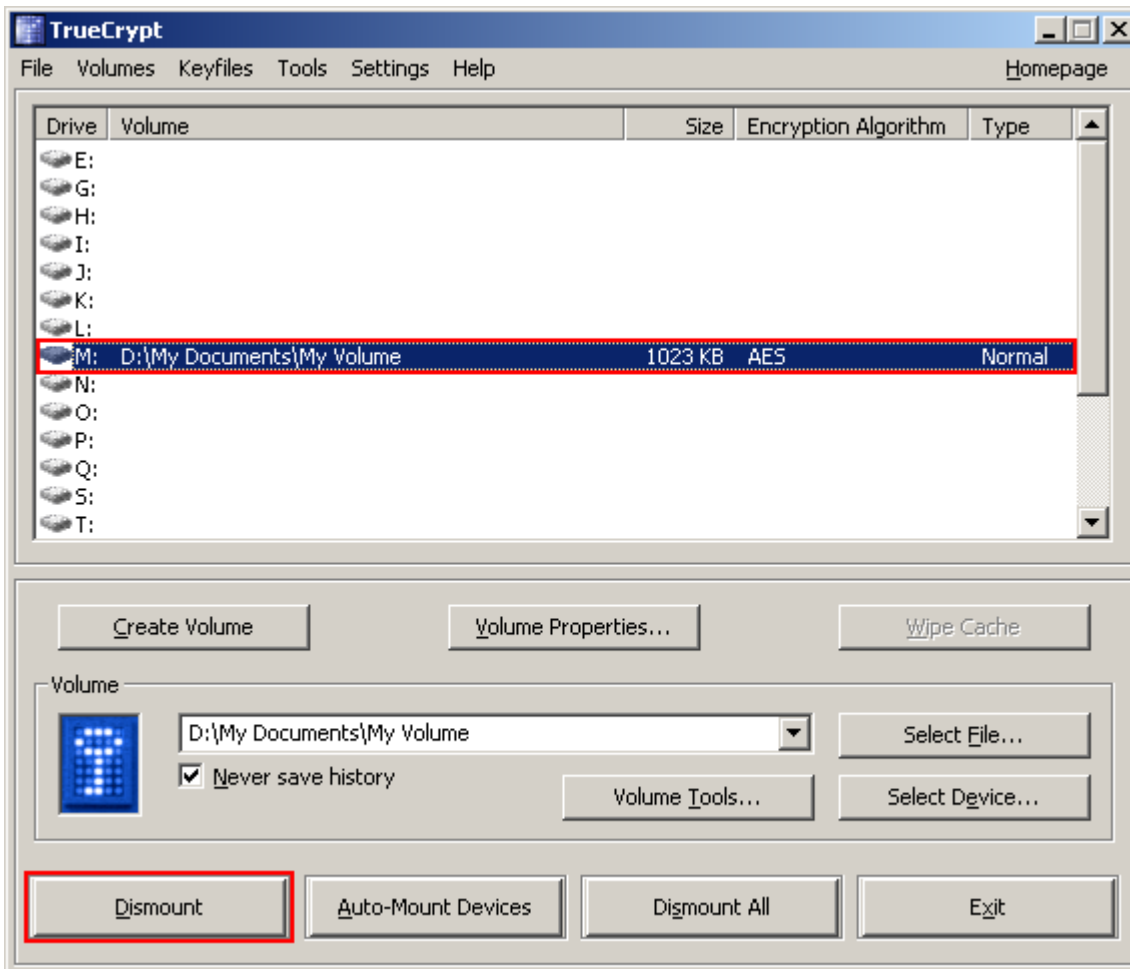 TrueCrypt
File Volumes Keyfiles Tools Settings Help Homepage
Drive Volume Size Encryption Algorithm Type
E:
G:
H:
I:
J:
K:
L:
M: D:\My Documents\My Volume 1023 KB AES Normal
N:
O:
P:
Q:
S:
T:
Create Volume Volume Properties... Wipe Cache
Volume
D:\My Documents\My Volume Select File...
Never save history
Volume Tools... Select Device...
Dismount Auto-Mount Devices Dismount All Exit